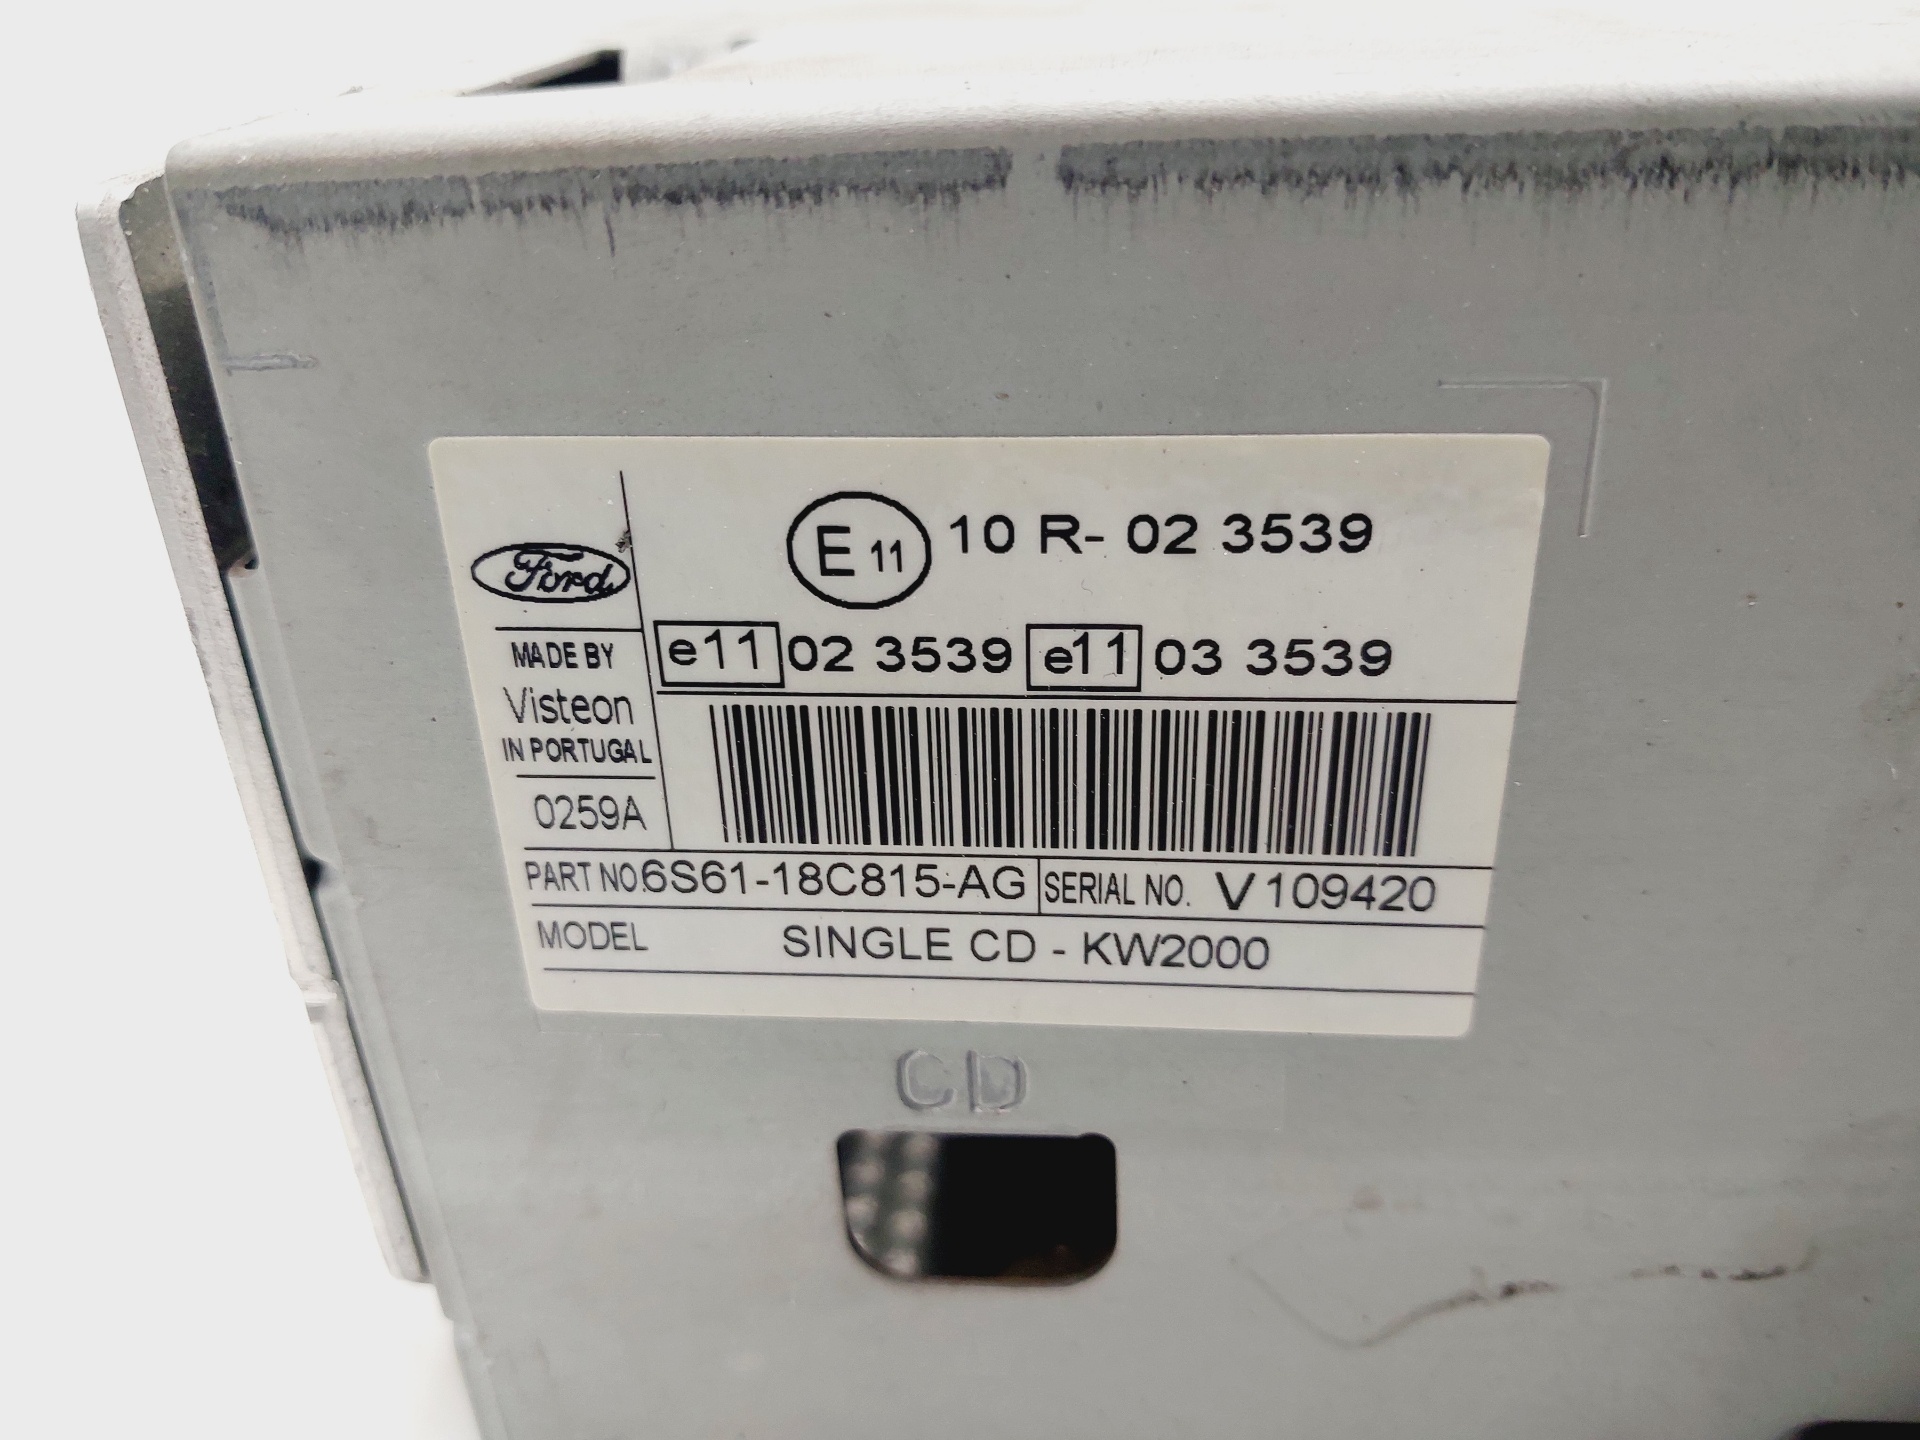 E 11 10 R- 02 3539
Ford
e11 02 3539 e11 03 3539
MADE BY
Visteon
IN PORTUGAL
0259A
PART NO. 6S61-18C815-AG SERIAL NO. V109420
MODEL SINGLE CD - KW2000
CD